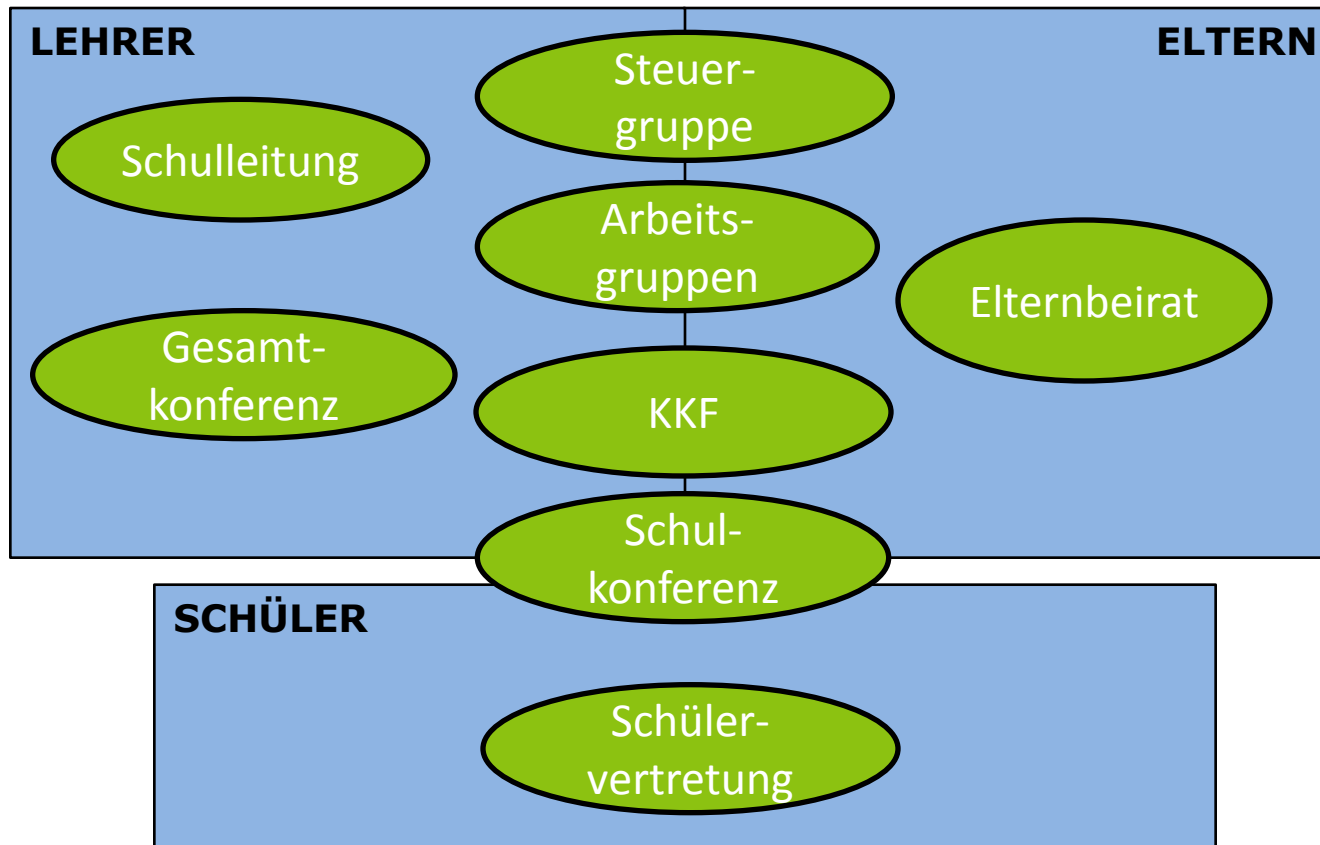 LEHRER
ELTERN
Steuer-
gruppe
Schulleitung
Arbeits-
gruppen
Elternbeirat
Gesamt-
konferenz
KKF
Schul-
konferenz
SCHÜLER
Schüler-
vertretung